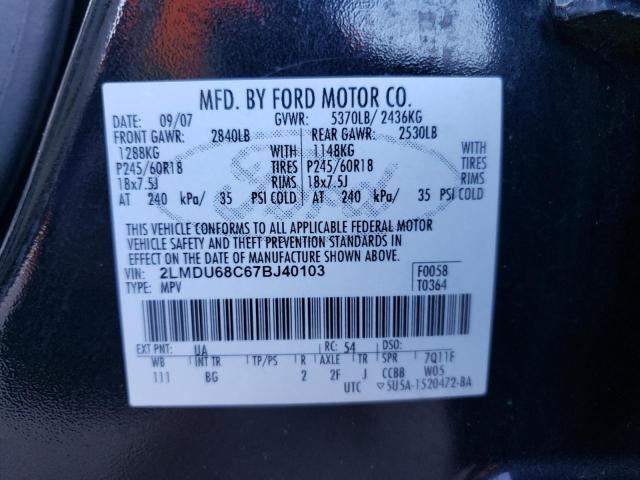 MFD. BY FORD MOTOR CO.
DATE: 09/07 GVWR: 5370LB/ 2436KG
FRONT GAWR: 2840LB REAR GAWR: 2530LB
1288KG WITH 1148KG WITH
P245/60R18 TIRES P245/60R18 TIRES
18x7.5J RIMS 18x7.5J RIMS
AT 240 kPa/ 35 PSI COLD AT 240 kPa/ 35 PSI COLD
THIS VEHICLE CONFORMS TO ALL APPLICABLE FEDERAL MOTOR
VEHICLE SAFETY AND THEFT PREVENTION STANDARDS IN
EFFECT ON THE DATE OF MANUFACTURE SHOWN ABOVE.
VIN: 2LMDU68C67BJ40103 F0058
TYPE: MPV T0364
EXT PNT: UA RC: 54 DSO:
WB INT TR TP/PS R AXLE TR SPR 7Q11F
111 BG 2 2F J CCBB W05
UTC ▽5U5A-1520472-BA